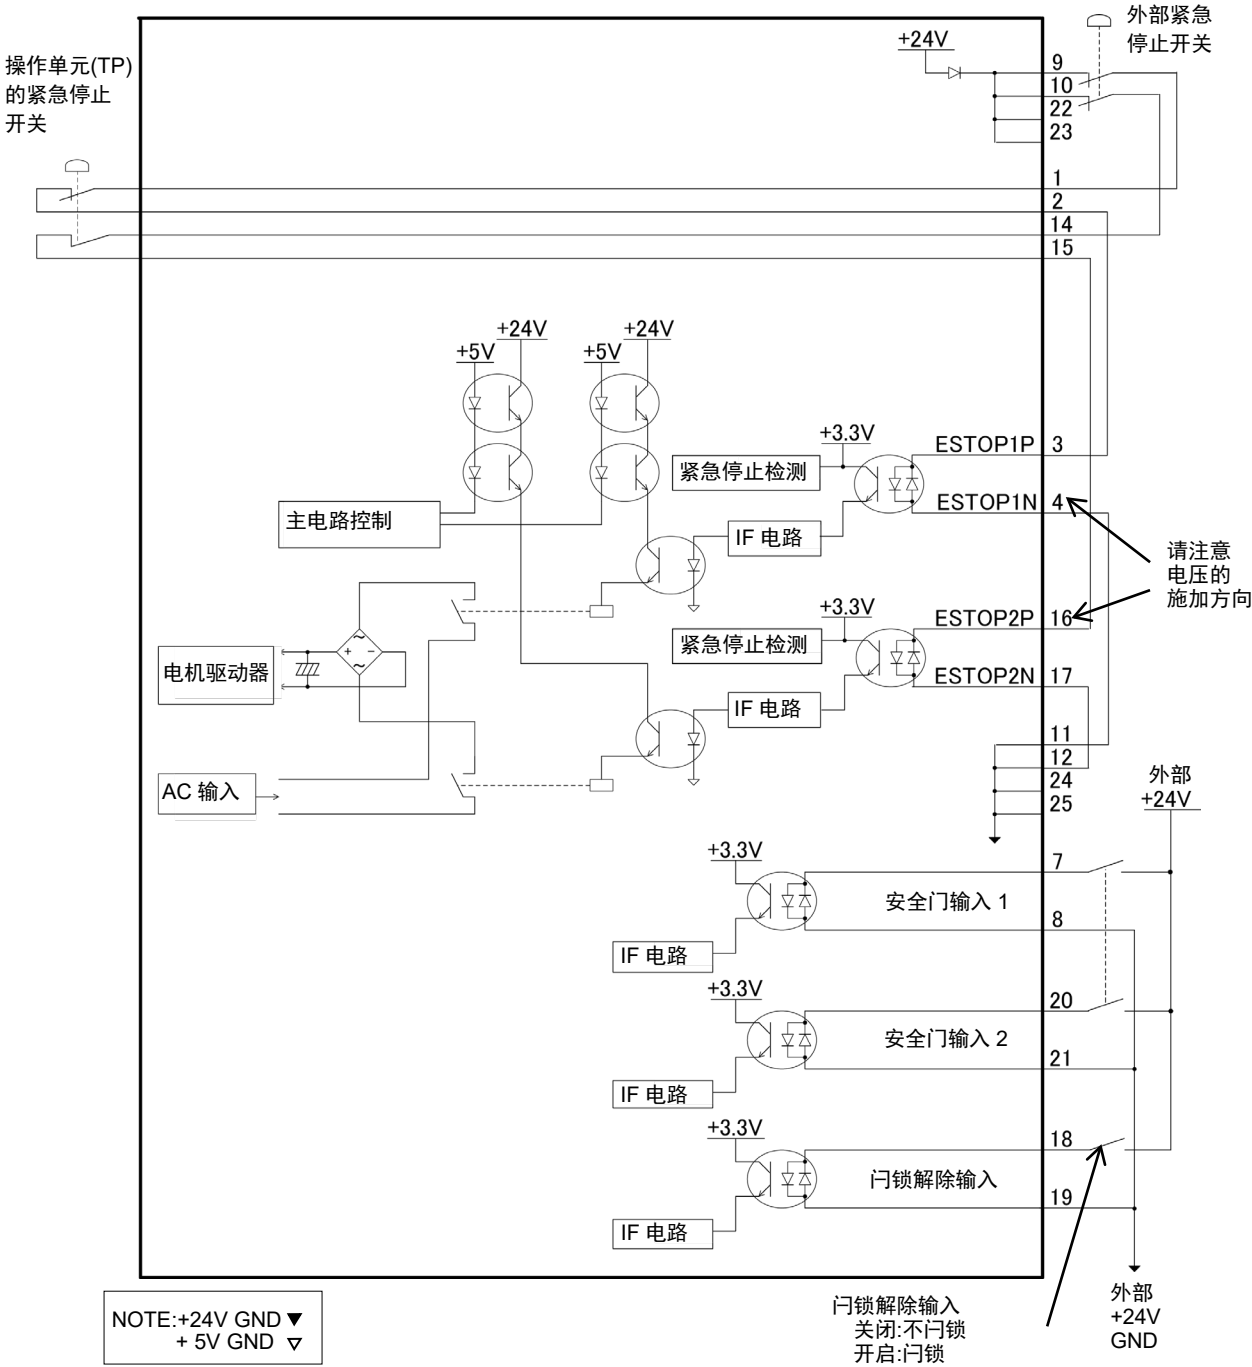 外部紧急
停止开关
+24V
操作单元(TP)
的紧急停止
开关
9
10
22
23
1
2
14
15
+24V
+24V
+5V
+5V
+3.3V
ESTOP1P
3
紧急停止检测
ESTOP1N
4
主电路控制
IF 电路
请注意
电压的
施加方向
+3.3V
ESTOP2P
16
紧急停止检测
电机驱动器
ESTOP2N
17
IF 电路
11
12
24
25
AC 输入
外部
+24V
+3.3V
7
安全门输入 1
8
IF 电路
+3.3V
20
安全门输入 2
21
IF 电路
+3.3V
18
闩锁解除输入
19
IF 电路
NOTE:+24V GND ▼
+ 5V GND ▽
闩锁解除输入
关闭:不闩锁
开启:闩锁
外部
+24V
GND